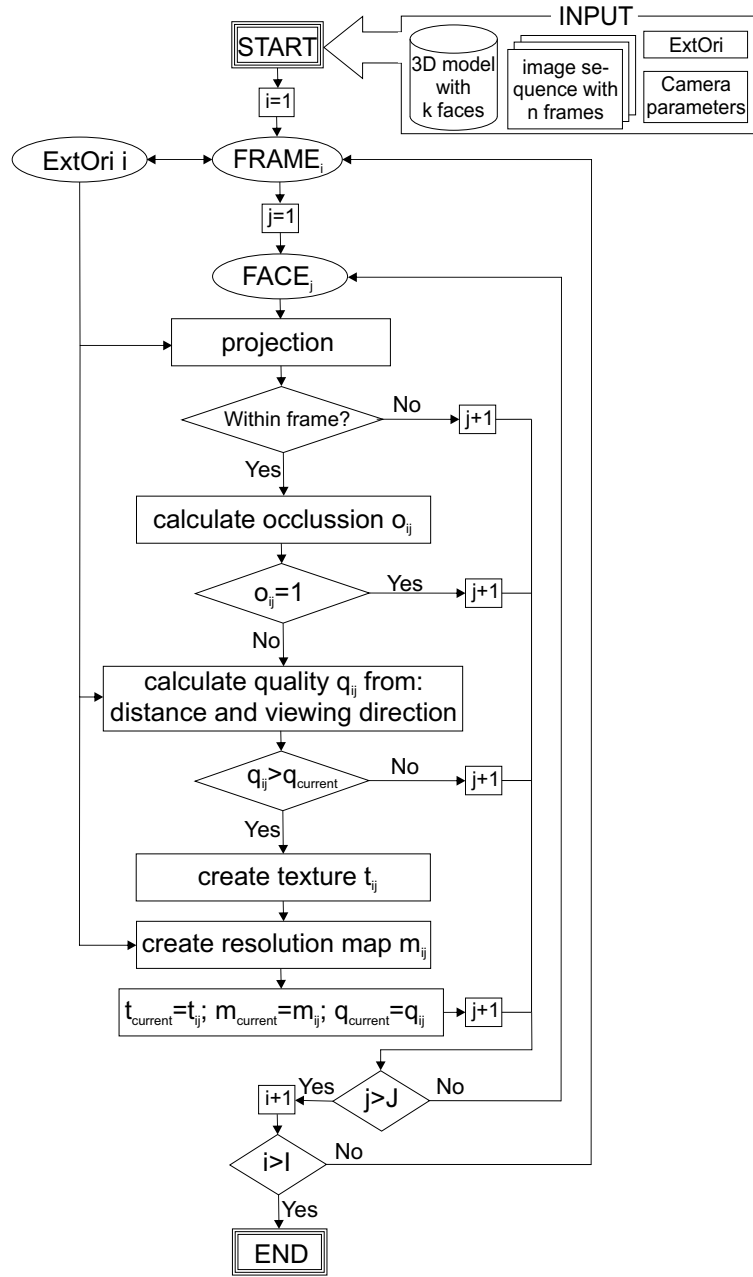 INPUT
START
3D model
with
k faces
image se-
quence with
n frames
ExtOri
Camera
parameters
i=1
ExtOri i
FRAMEi
j=1
FACEj
projection
Within frame?
No
j+1
Yes
calculate occlussion oij
oij=1
Yes
j+1
No
calculate quality qij from:
distance and viewing direction
qij>qcurrent
No
j+1
Yes
create texture tij
create resolution map mij
tcurrent=tij; mcurrent=mij; qcurrent=qij
j+1
j>J
Yes
No
i+1
i>I
No
Yes
END